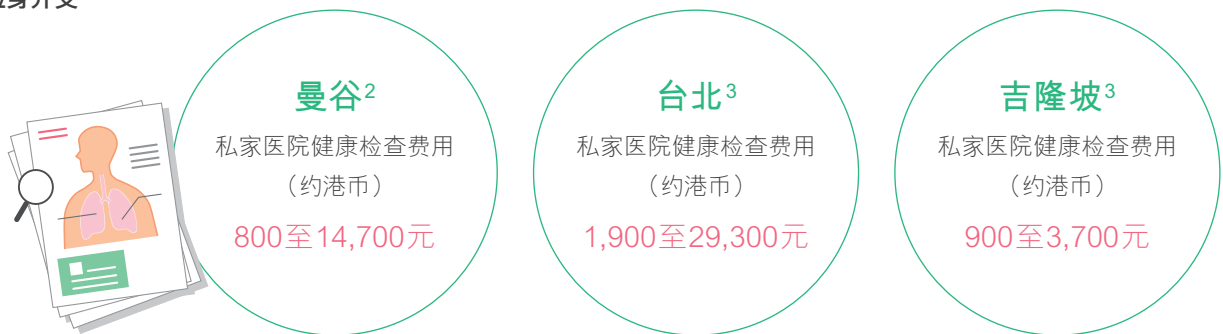 曼谷2
私家医院健康检查费用
（约港币）
800至14,700元
台北3
私家医院健康检查费用
（约港币）
1,900至29,300元
吉隆坡3
私家医院健康检查费用
（约港币）
900至3,700元